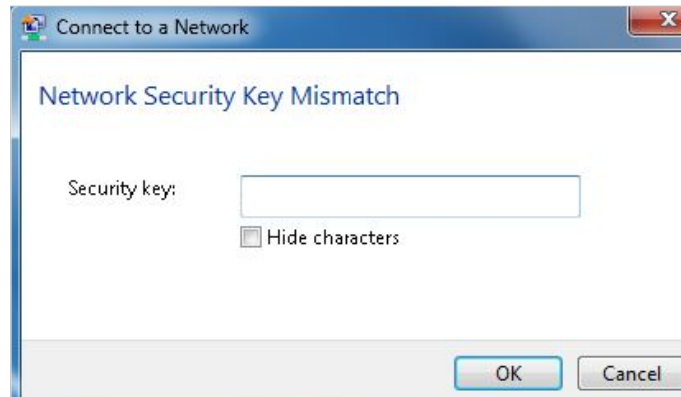 Connect to a Network
Network Security Key Mismatch
Security key:
Hide characters
OK Cancel